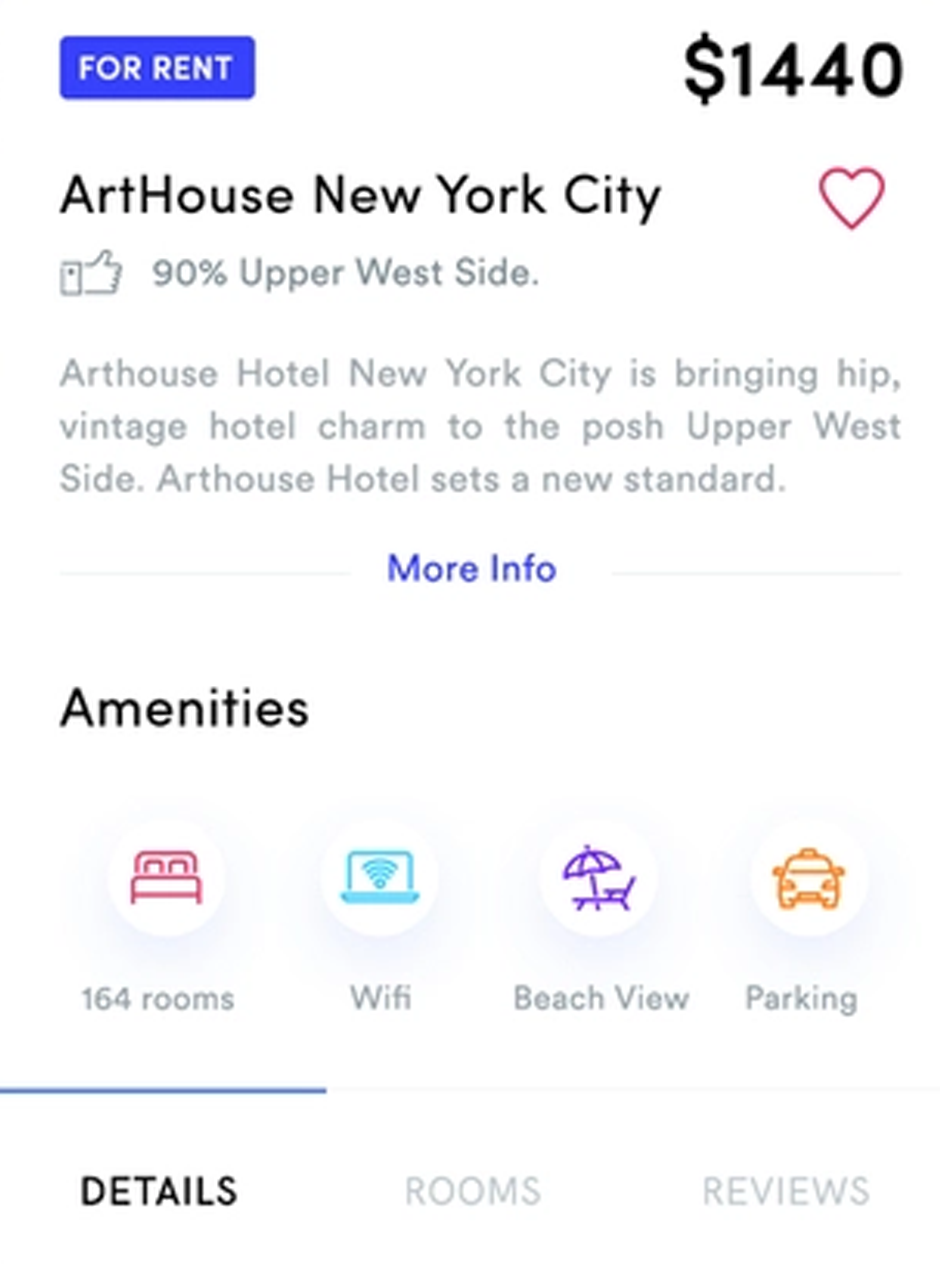 FOR RENT
$1440
ArtHouse New York City
90% Upper West Side.
Arthouse Hotel New York City is bringing hip,
vintage hotel charm to the posh Upper West
Side. Arthouse Hotel sets a new standard.
More Info
Amenities
164 rooms
Wifi
Beach View
Parking
DETAILS
ROOMS
REVIEWS